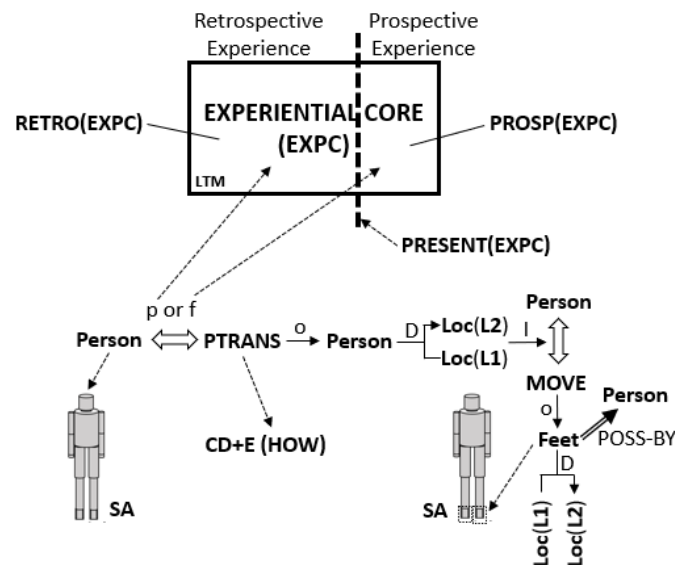 Retrospective
Experience
Prospective
Experience
EXPERIENTIAL CORE
(EXPC)
RETRO(EXPC)
PROSP(EXPC)
LTM
PRESENT(EXPC)
p or f
Person
PTRANS
o
Person
D
Loc(L2)
Loc(L1)
I
Person
MOVE
o
Person
Feet
POSS-BY
D
Loc(L1)
Loc(L2)
CD+E (HOW)
SA
SA